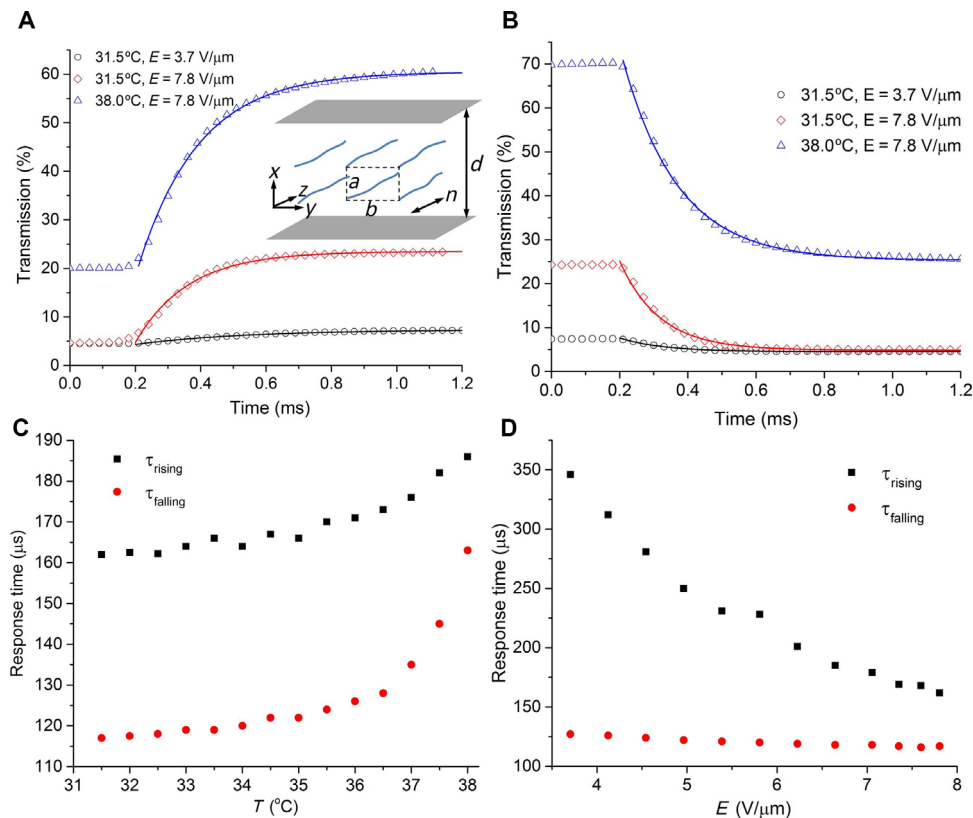 A
31.5ºC, E = 3.7 V/μm
31.5ºC, E = 7.8 V/μm
38.0ºC, E = 7.8 V/μm
Transmission (%)
60
50
40
30
20
10
0
0.0 0.2 0.4 0.6 0.8 1.0 1.2
Time (ms)
x
z
y
a
b
n
d
B
31.5ºC, E = 3.7 V/μm
31.5ºC, E = 7.8 V/μm
38.0ºC, E = 7.8 V/μm
Transmission (%)
70
60
50
40
30
20
10
0
0.0 0.2 0.4 0.6 0.8 1.0 1.2
Time (ms)
C
τrising
τfalling
Response time (μs)
190
180
170
160
150
140
130
120
110
31 32 33 34 35 36 37 38
T (°C)
D
τrising
τfalling
Response time (μs)
350
300
250
200
150
100
4 5 6 7 8
E (V/μm)